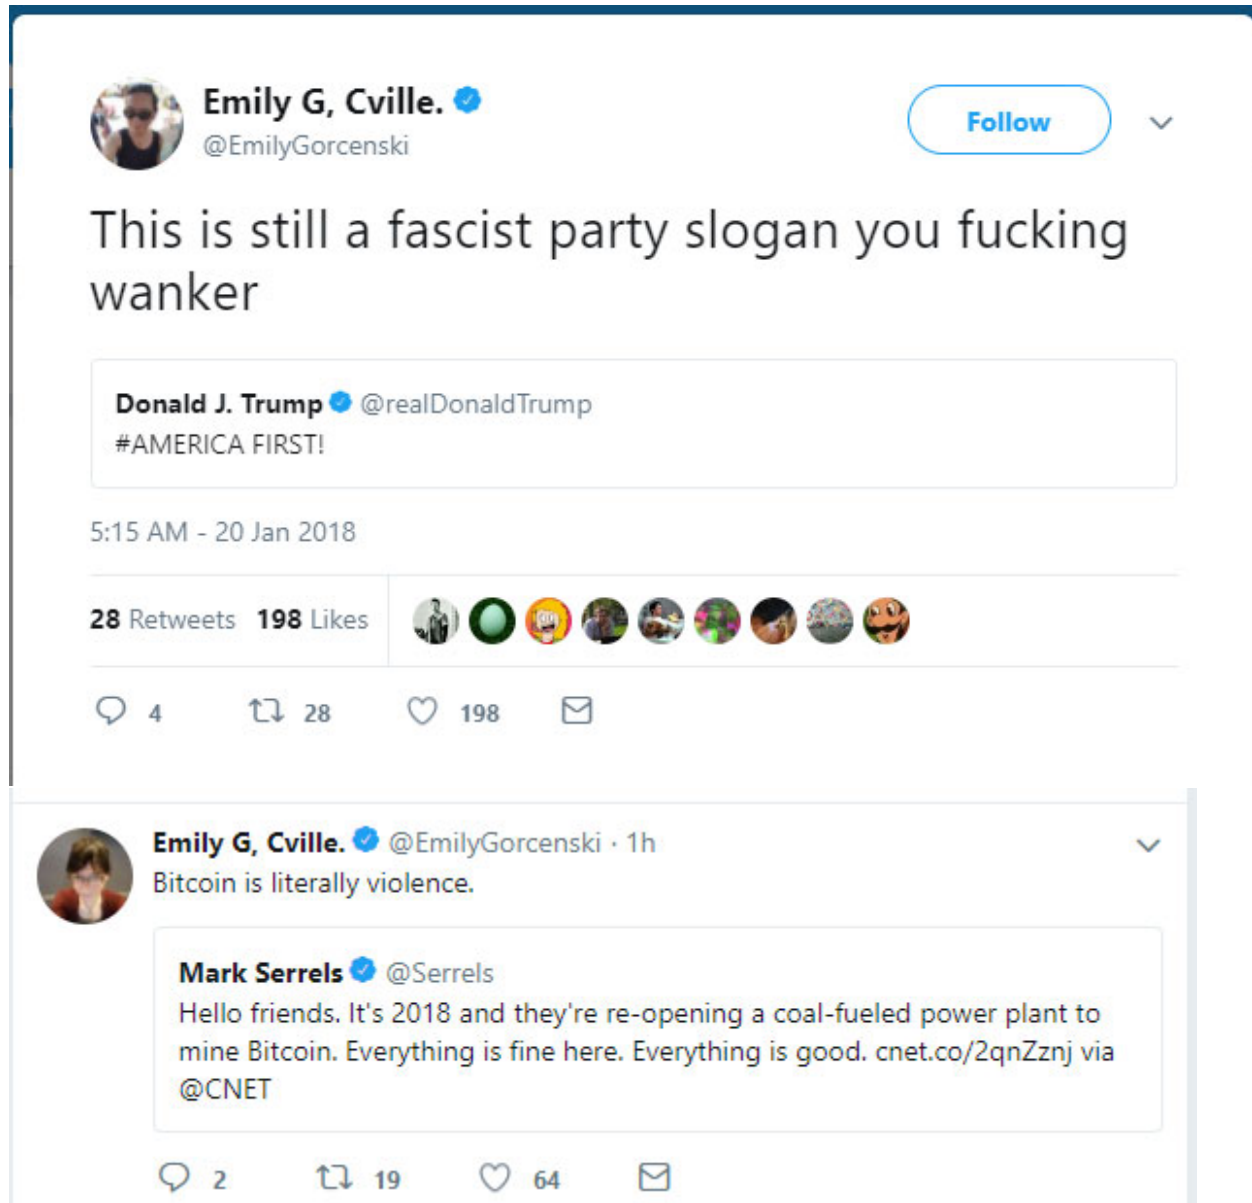 Emily G, Cville.
@EmilyGorcenski
Follow
This is still a fascist party slogan you fucking
wanker
Donald J. Trump @realDonaldTrump
#AMERICA FIRST!
5:15 AM - 20 Jan 2018
28 Retweets 198 Likes
4 28 198
Emily G, Cville. @EmilyGorcenski · 1h
Bitcoin is literally violence.
Mark Serrels @Serrels
Hello friends. It's 2018 and they're re-opening a coal-fueled power plant to
mine Bitcoin. Everything is fine here. Everything is good. cnet.co/2qnZznj via
@CNET
2 19 64